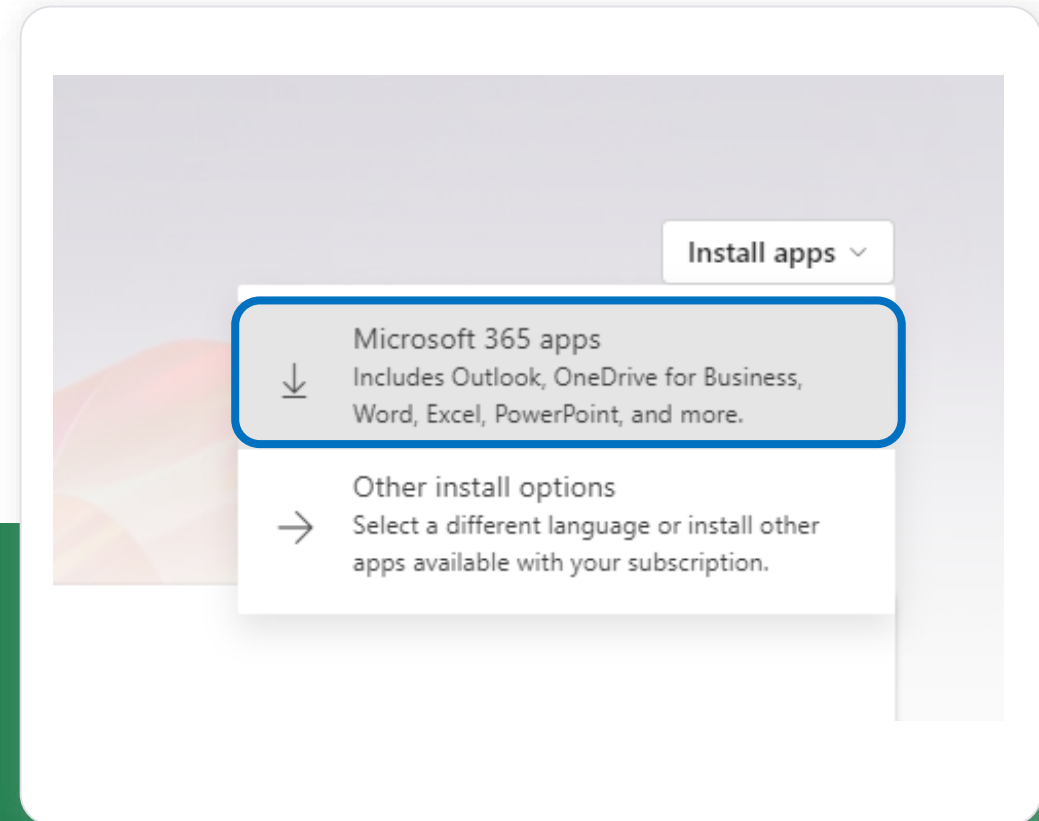 Install apps
Microsoft 365 apps
Includes Outlook, OneDrive for Business,
Word, Excel, PowerPoint, and more.
Other install options
Select a different language or install other
apps available with your subscription.